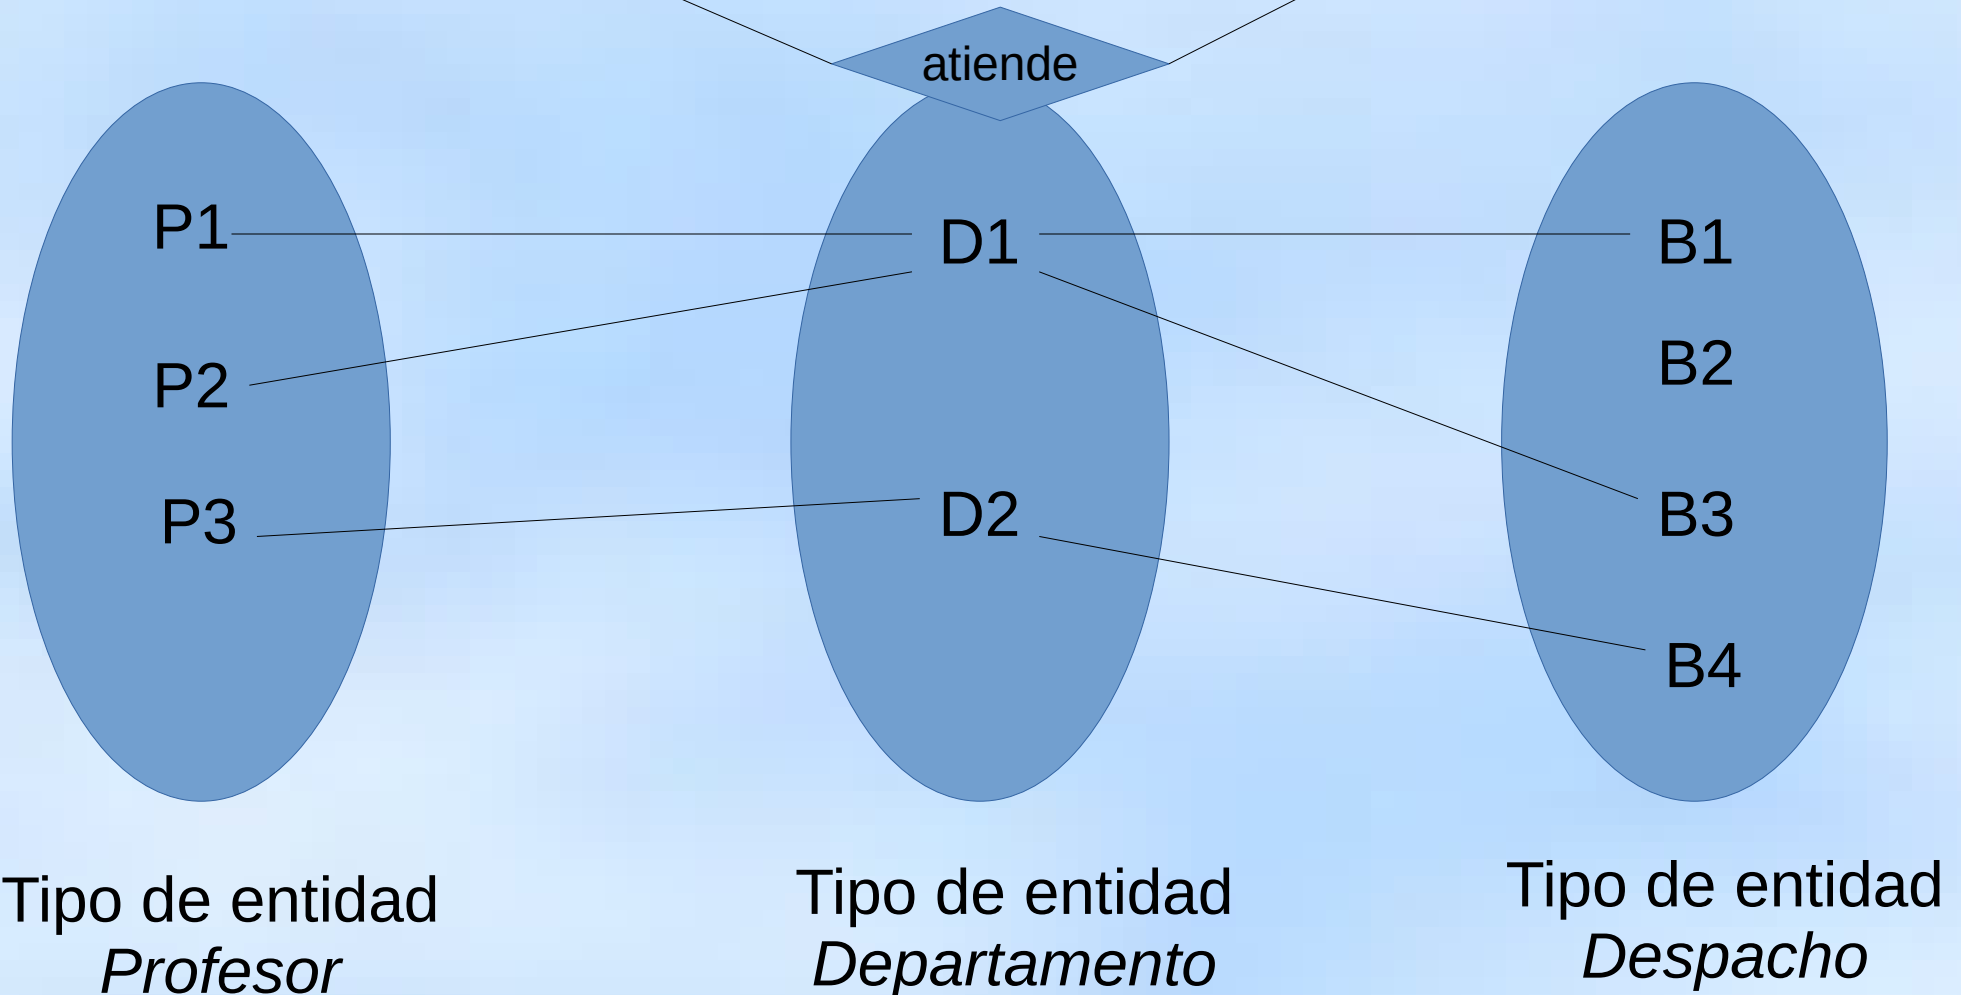 atiende
P1
D1
B1
B2
P2
P3
D2
B3
B4
Tipo de entidad
Profesor
Tipo de entidad
Departamento
Tipo de entidad
Despacho